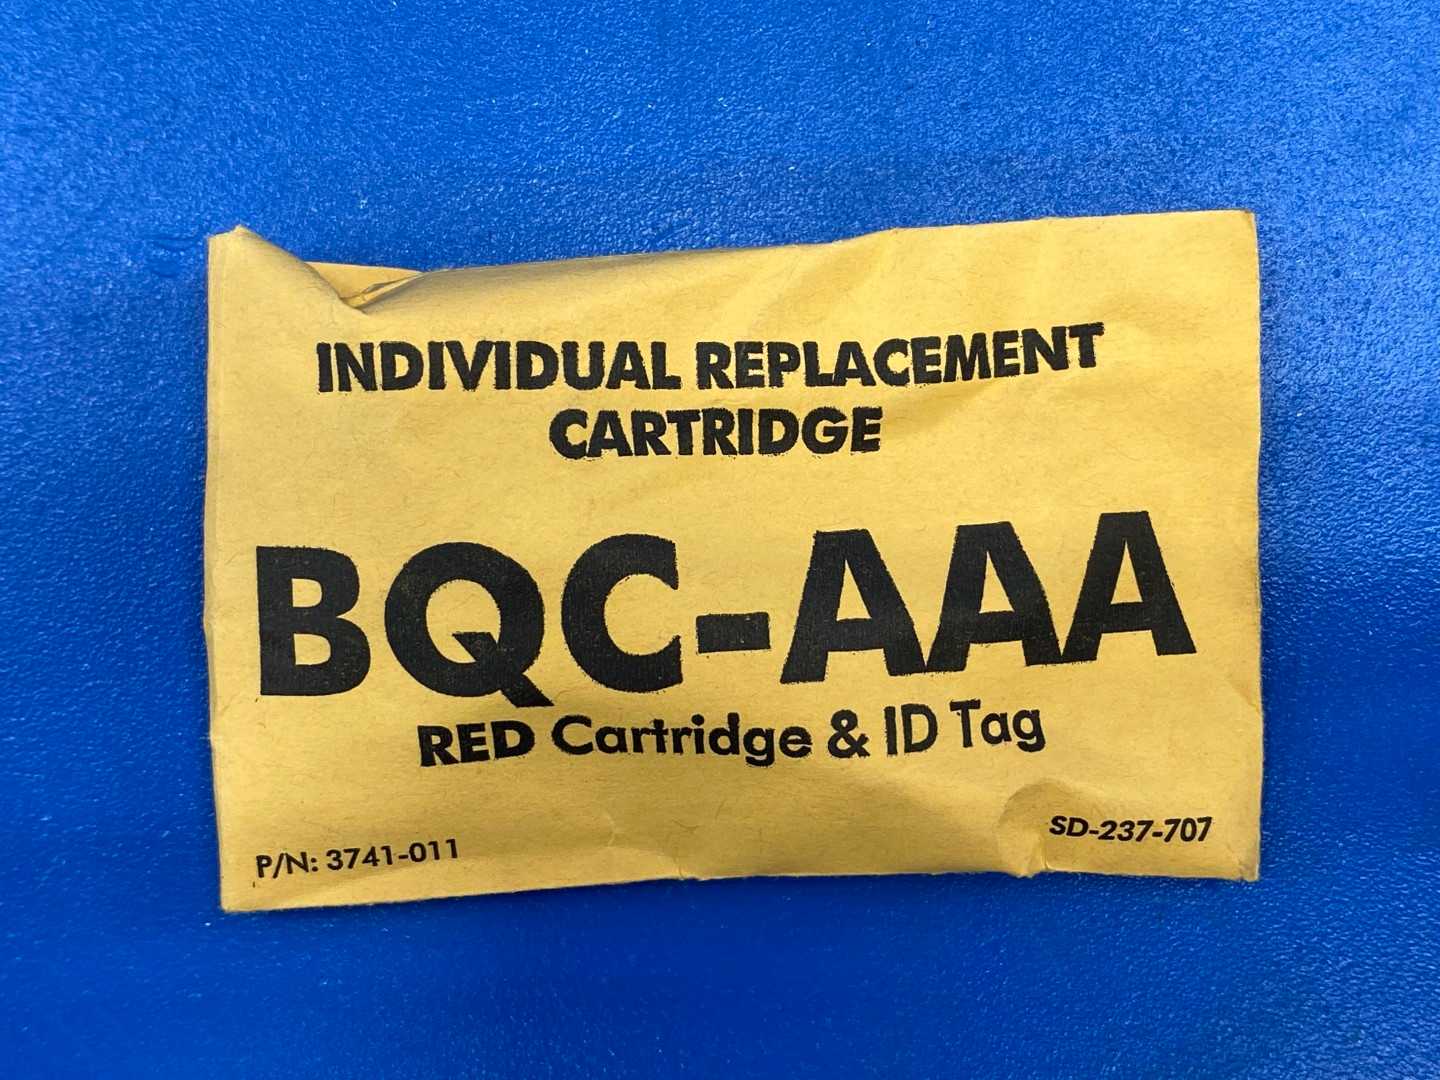 INDIVIDUAL REPLACEMENT
CARTRIDGE
BQC-AAA
RED Cartridge & ID Tag
P/N: 3741-011
SD-237-707